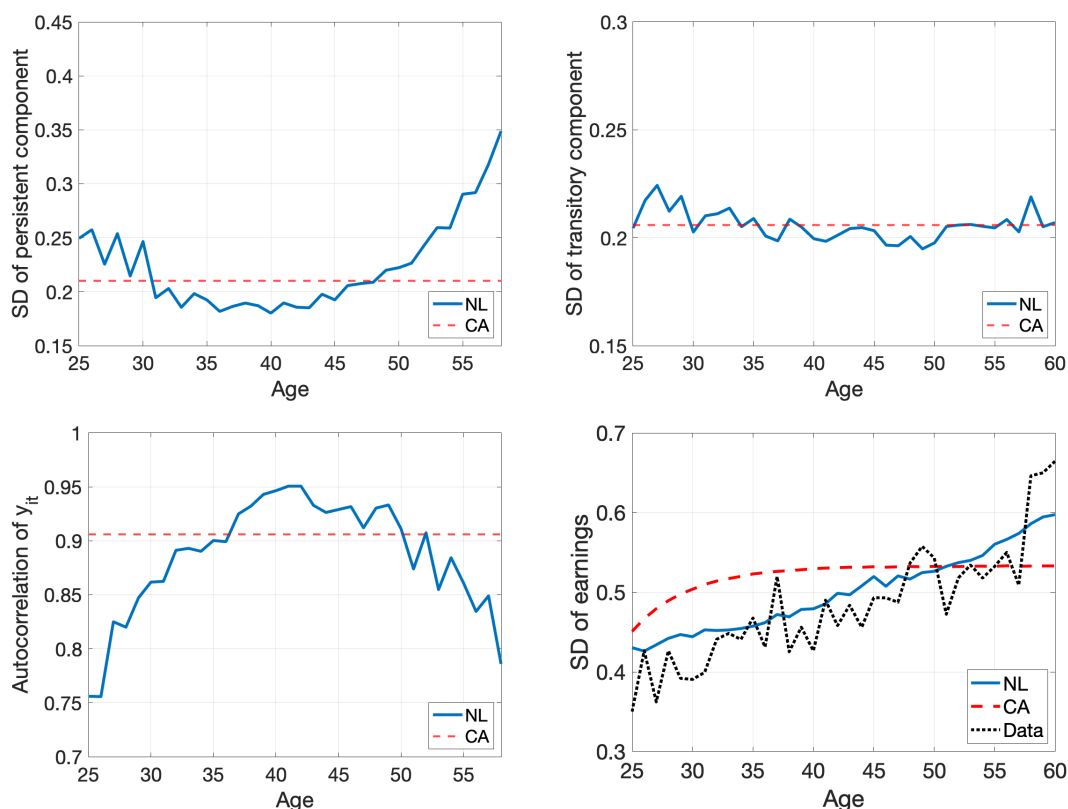 SD of persistent component
0.45
0.4
0.35
0.3
0.25
0.2
0.15
25 30 35 40 45 50 55
Age
NL
CA
SD of transitory component
0.3
0.25
0.2
0.15
25 30 35 40 45 50 55 60
Age
NL
CA
Autocorrelation of y_it
1
0.95
0.9
0.85
0.8
0.75
0.7
25 30 35 40 45 50 55
Age
NL
CA
SD of earnings
0.7
0.6
0.5
0.4
0.3
25 30 35 40 45 50 55 60
Age
NL
CA
Data